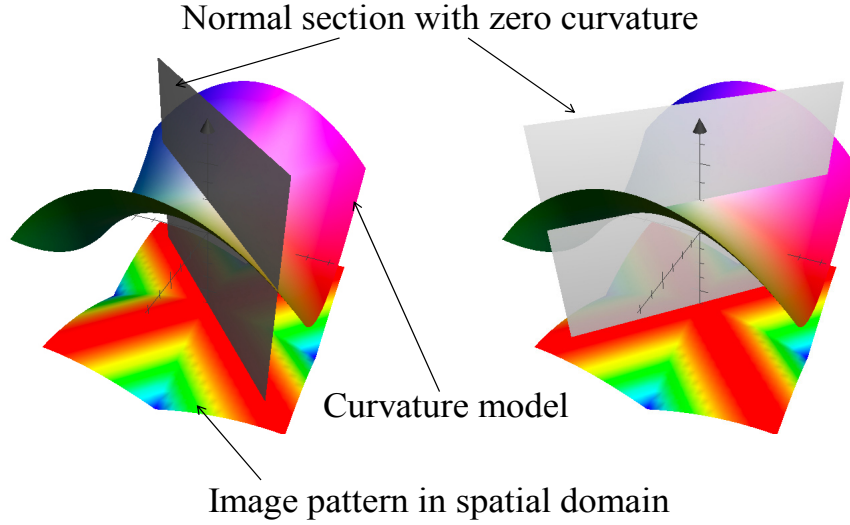 Normal section with zero curvature
Curvature model
Image pattern in spatial domain